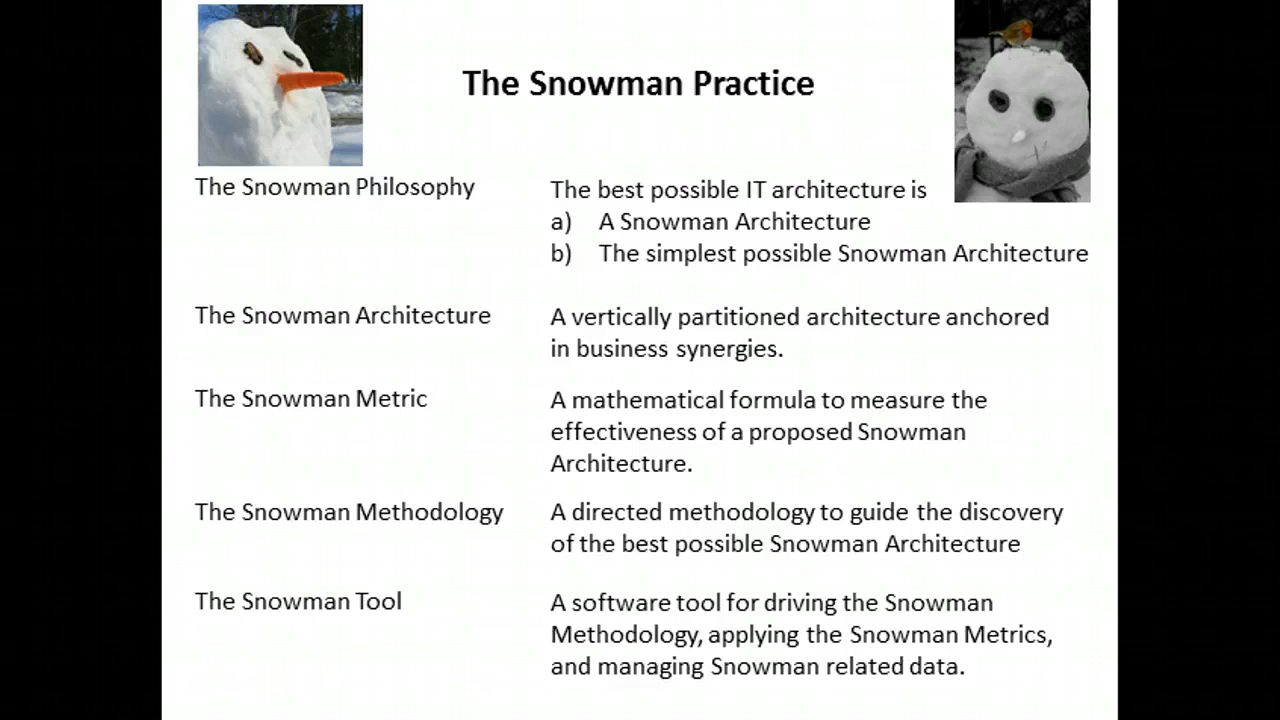 The Snowman Practice
The Snowman Philosophy
The best possible IT architecture is
a) A Snowman Architecture
b) The simplest possible Snowman Architecture
The Snowman Architecture
A vertically partitioned architecture anchored
in business synergies.
The Snowman Metric
A mathematical formula to measure the
effectiveness of a proposed Snowman
Architecture.
The Snowman Methodology
A directed methodology to guide the discovery
of the best possible Snowman Architecture
The Snowman Tool
A software tool for driving the Snowman
Methodology, applying the Snowman Metrics,
and managing Snowman related data.